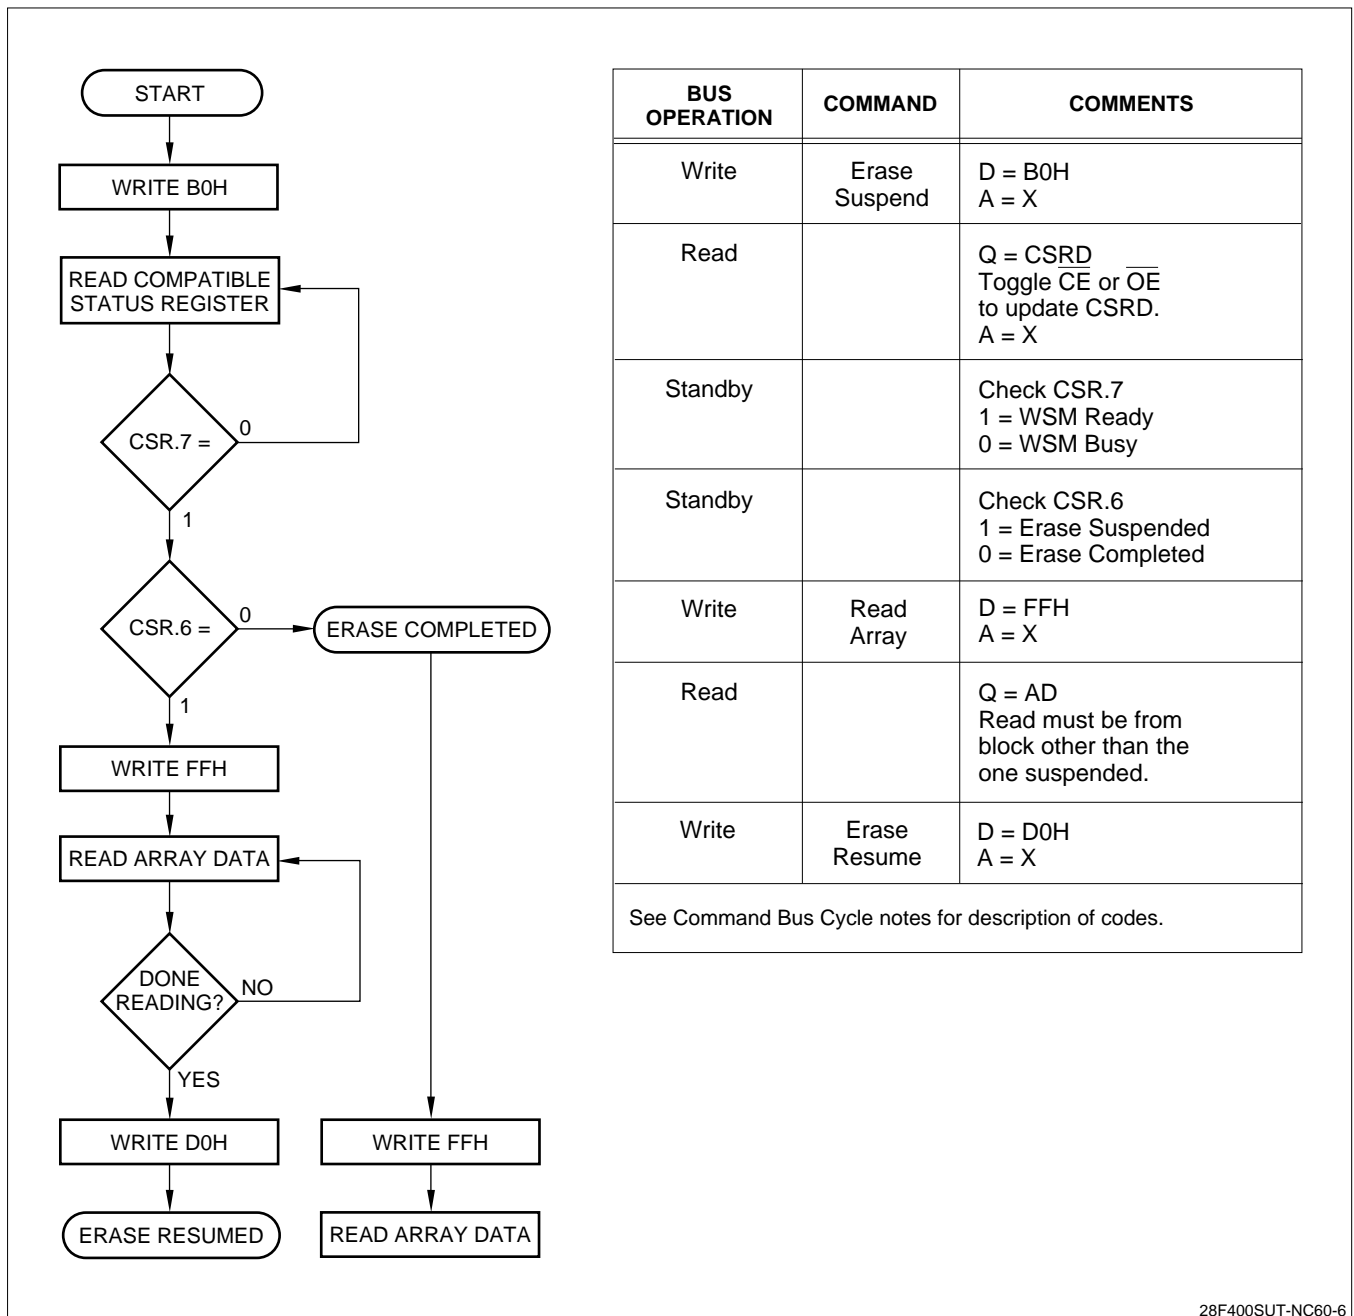 START
WRITE B0H
READ COMPATIBLE
STATUS REGISTER
CSR.7 =
0
1
CSR.6 =
0
ERASE COMPLETED
1
WRITE FFH
READ ARRAY DATA
DONE
READING?
NO
YES
WRITE D0H
WRITE FFH
ERASE RESUMED
READ ARRAY DATA
BUS
OPERATION
COMMAND
COMMENTS
Write
Erase
Suspend
D = B0H
A = X
Read
Q = CSRD
Toggle C̅E̅ or O̅E̅
to update CSRD.
A = X
Standby
Check CSR.7
1 = WSM Ready
0 = WSM Busy
Standby
Check CSR.6
1 = Erase Suspended
0 = Erase Completed
Write
Read
Array
D = FFH
A = X
Read
Q = AD
Read must be from
block other than the
one suspended.
Write
Erase
Resume
D = D0H
A = X
See Command Bus Cycle notes for description of codes.
28F400SUT-NC60-6